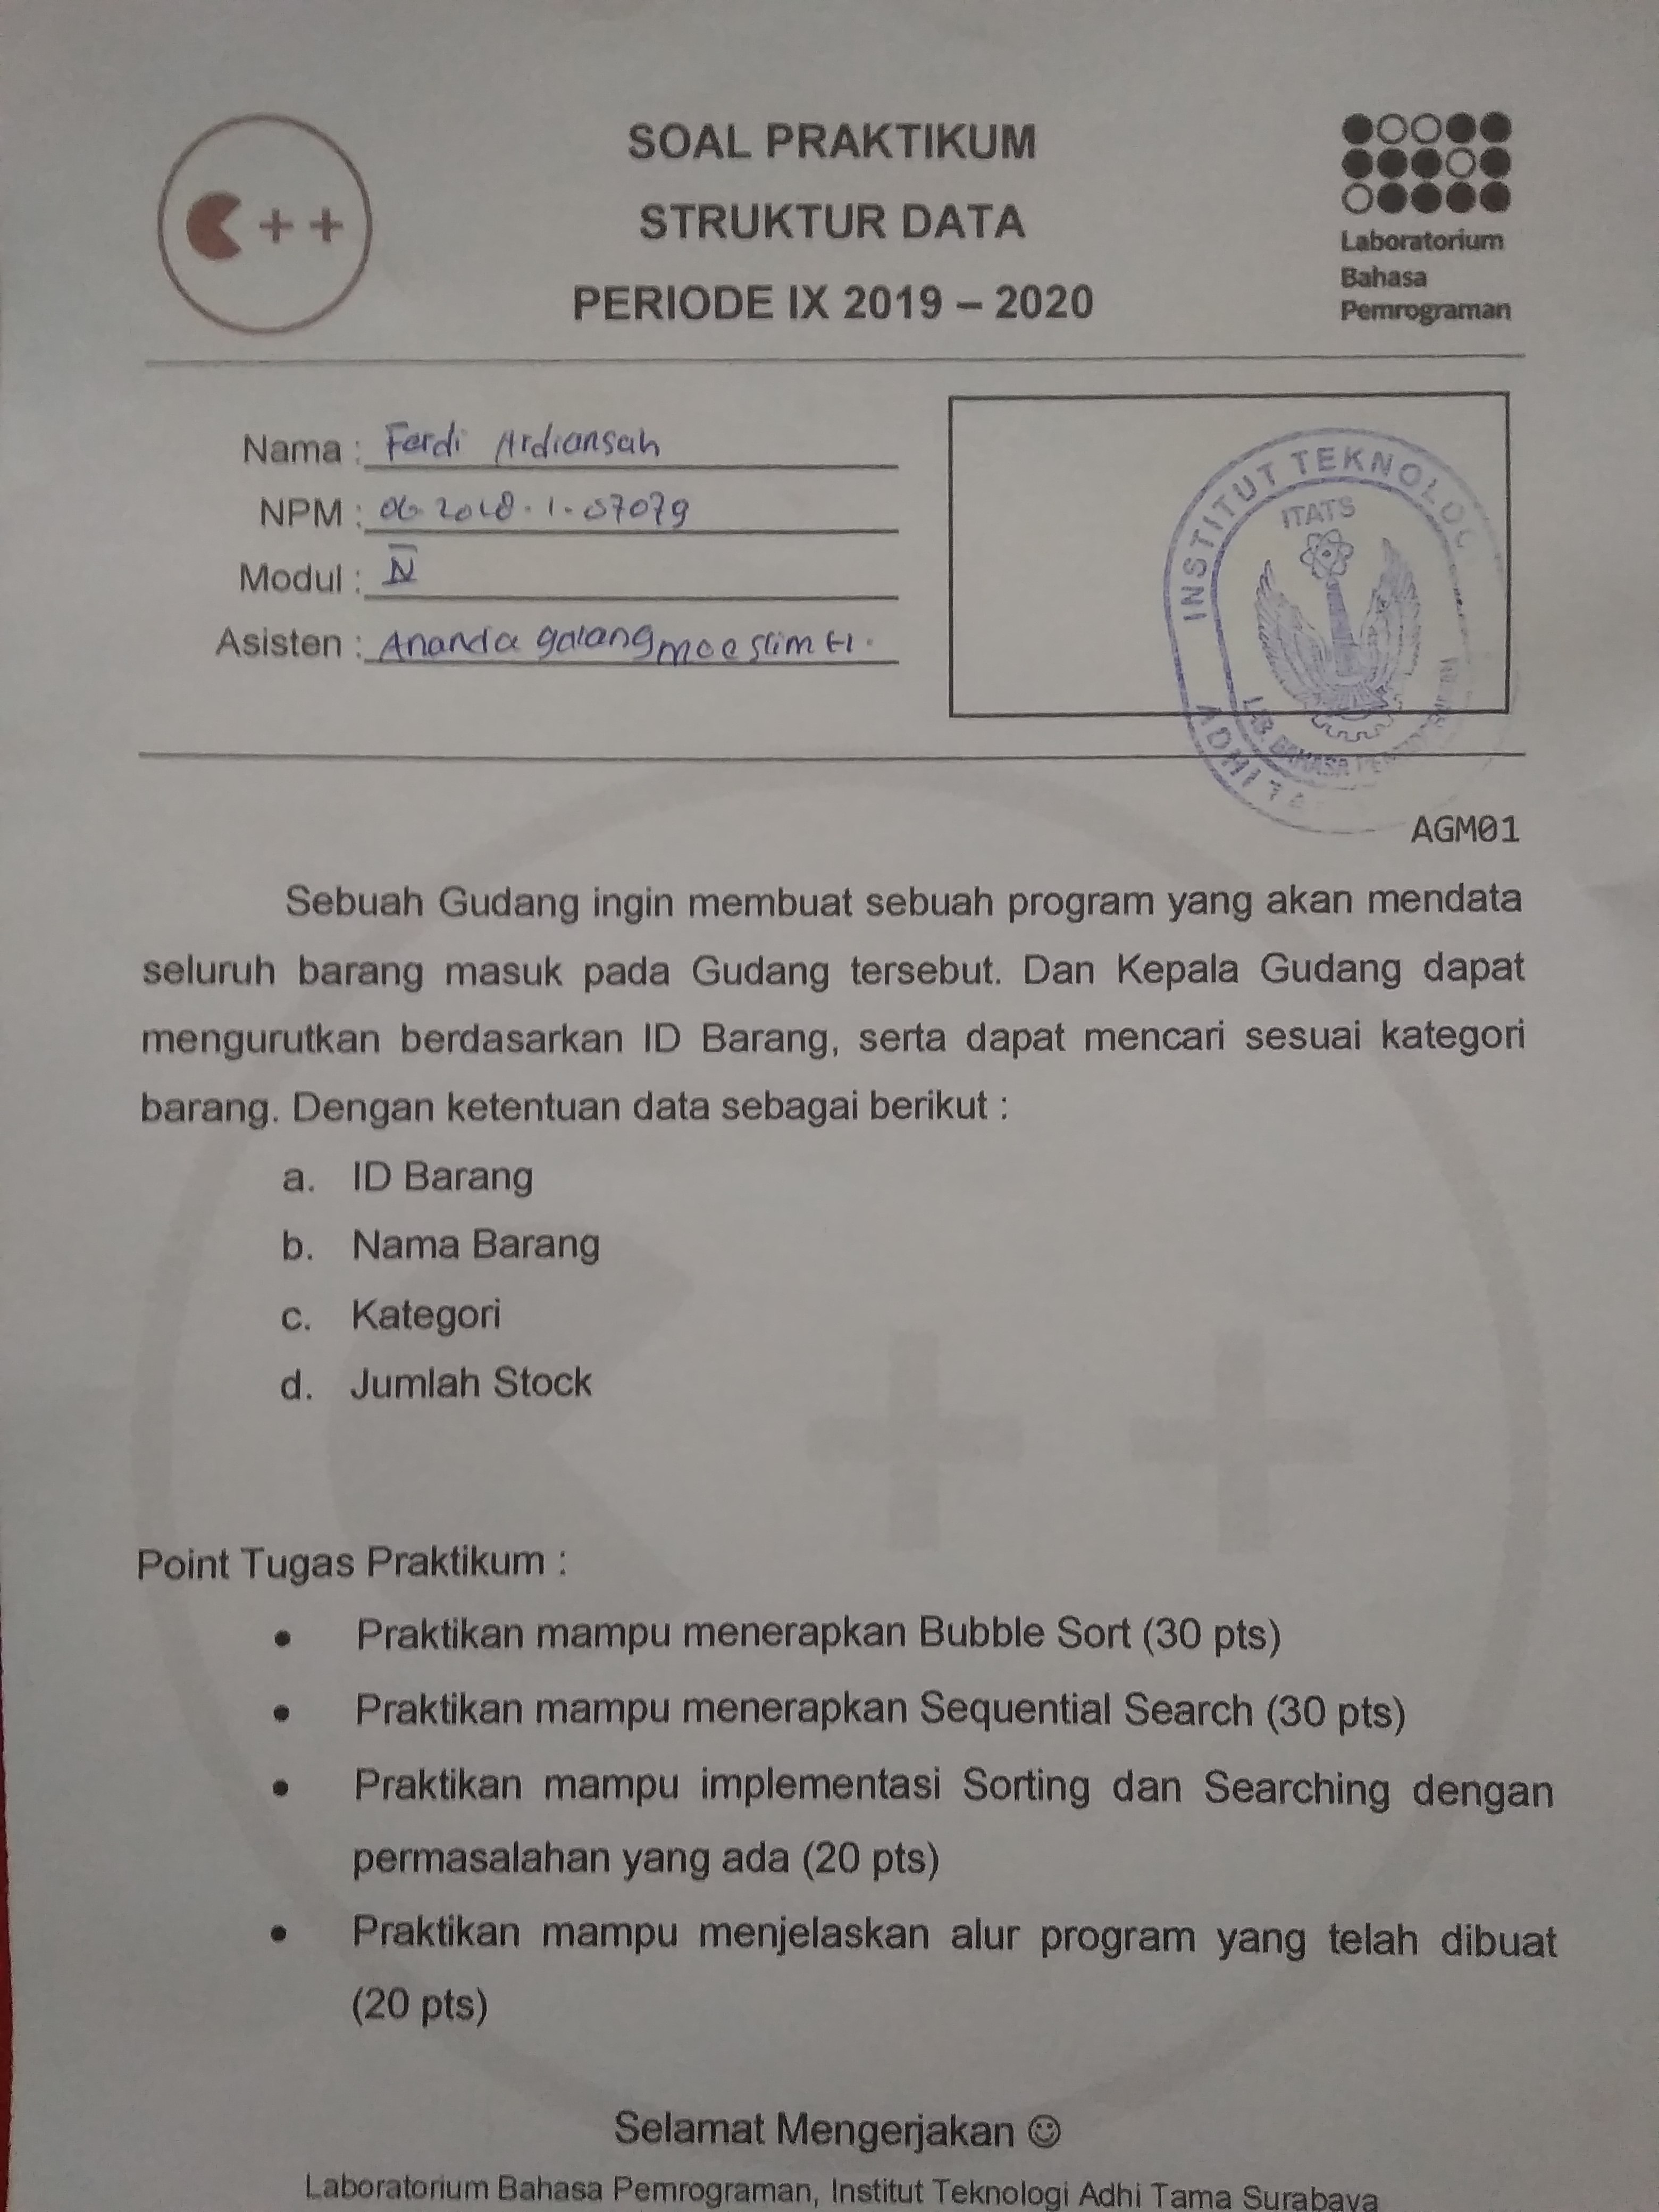 ++
SOAL PRAKTIKUM
STRUKTUR DATA
PERIODE IX 2019 – 2020
Laboratorium
Bahasa
Pemrograman
Nama : Ferdi Ardiansah
NPM : 06.2018.1.07079
Modul : IV
Asisten : Ananda galang moeslim H.
INSTITUT TEKNOLOG
ITATS
LAB. BAHASA PE
ADHI TA
AGM01
Sebuah Gudang ingin membuat sebuah program yang akan mendata
seluruh barang masuk pada Gudang tersebut. Dan Kepala Gudang dapat
mengurutkan berdasarkan ID Barang, serta dapat mencari sesuai kategori
barang. Dengan ketentuan data sebagai berikut :
a. ID Barang
b. Nama Barang
c. Kategori
d. Jumlah Stock
Point Tugas Praktikum :
• Praktikan mampu menerapkan Bubble Sort (30 pts)
• Praktikan mampu menerapkan Sequential Search (30 pts)
• Praktikan mampu implementasi Sorting dan Searching dengan
permasalahan yang ada (20 pts)
• Praktikan mampu menjelaskan alur program yang telah dibuat
(20 pts)
Selamat Mengerjakan ☺
Laboratorium Bahasa Pemrograman, Institut Teknologi Adhi Tama Surabaya